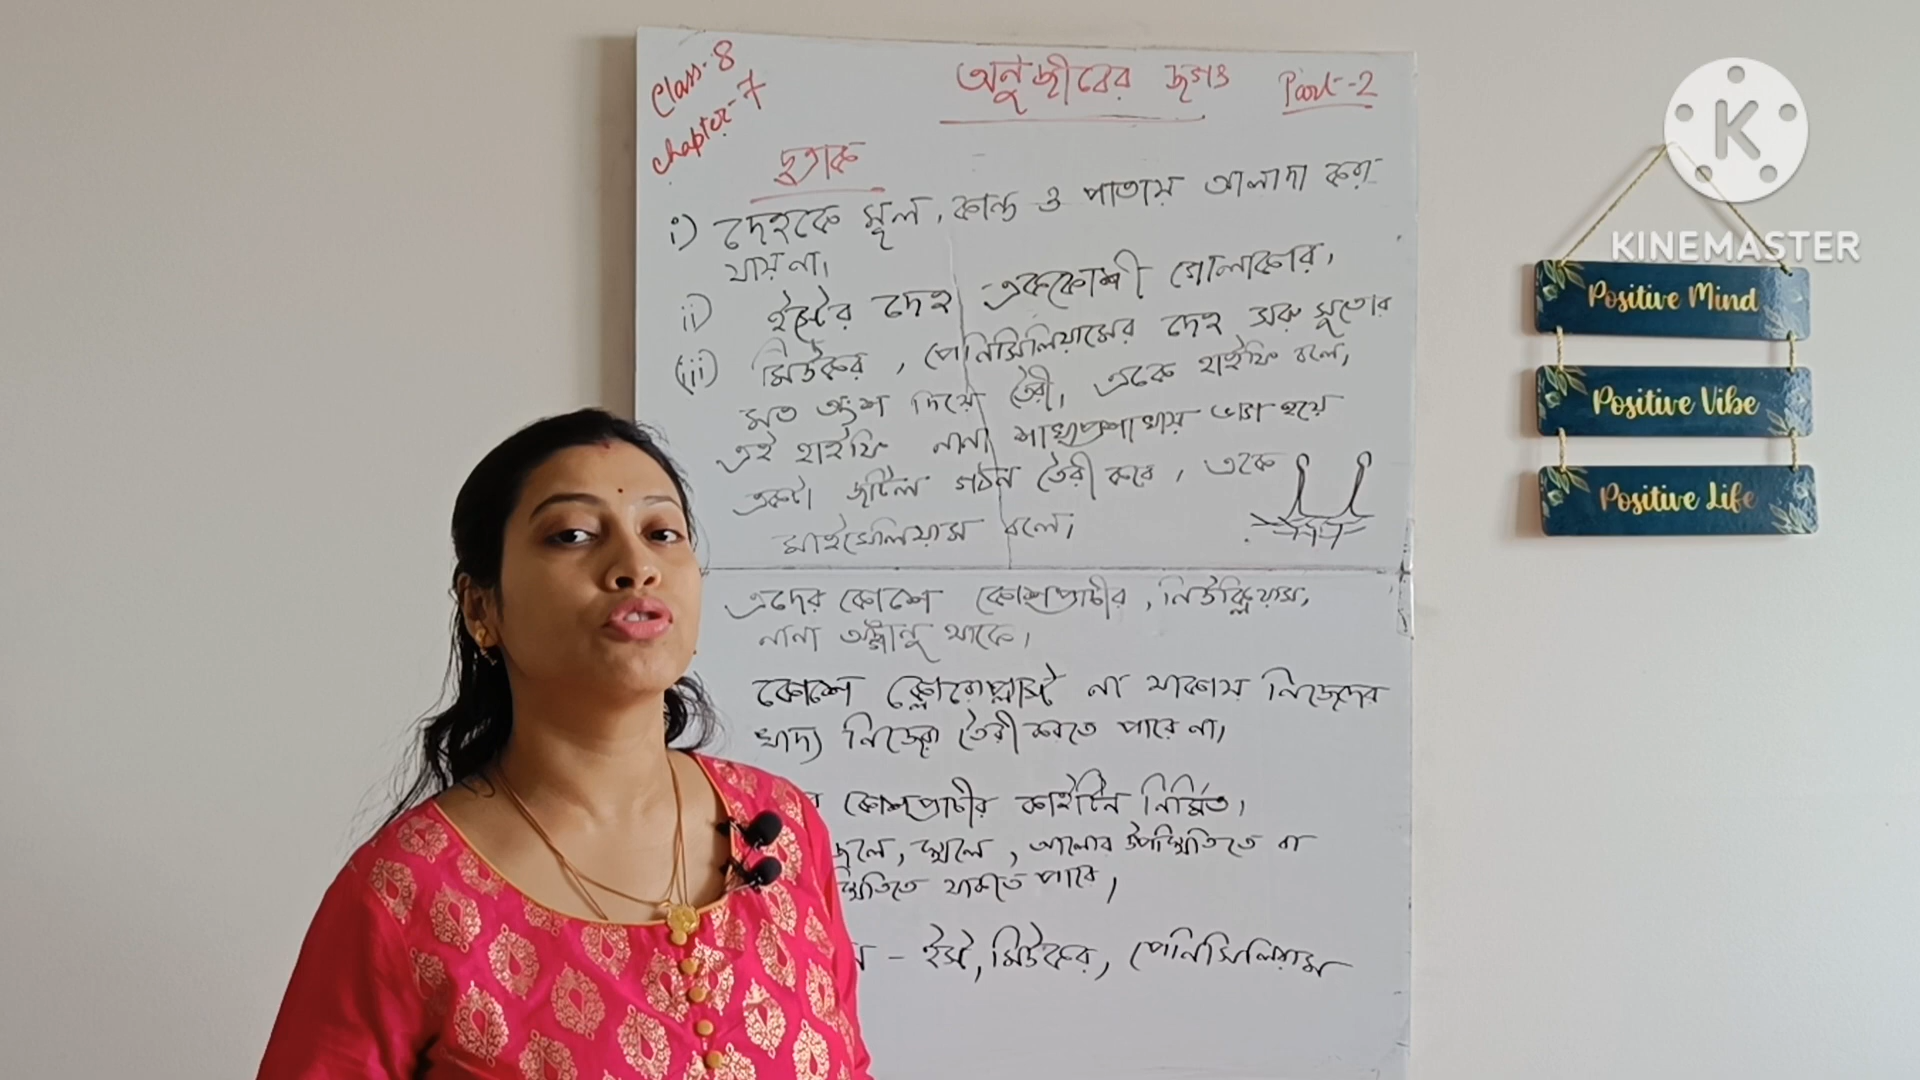 Class-8
chapter-7
অনুজীবের জগৎ Part-2
ছত্রাক
i) দেহকে মূল, কান্ড ও পাতায় আলাদা করা
যায় না।
ii) ইস্টের দেহ এককোশী গোলাকার,
(iii) মিউকর, পেনিসিলিয়ামের দেহ সরু সুতোর
মত অংশ দিয়ে তৈরী, একে হাইফি বলে,
এই হাইফি নানা শাখাপ্রশাখায় ভাগ হয়ে
একটা জটিল গঠন তৈরী করে, একে
মাইসেলিয়াম বলে।
এদের কোশে কোশপ্রাচীর, নিউক্লিয়াস,
নানা অঙ্গানু থাকে।
কোশে ক্লোরোপ্লাস্ট না থাকায় নিজেদের
খাদ্য নিজেরা তৈরী করতে পারে না,
কোশপ্রাচীর কাইটিন নির্মিত।
জলে, স্থলে, আলোর উপস্থিতিতে বা
থাকতে পারে,
- ইস্ট, মিউকর, পেনিসিলিয়াম
Positive Mind
Positive Vibe
Positive Life
K
KINEMASTER